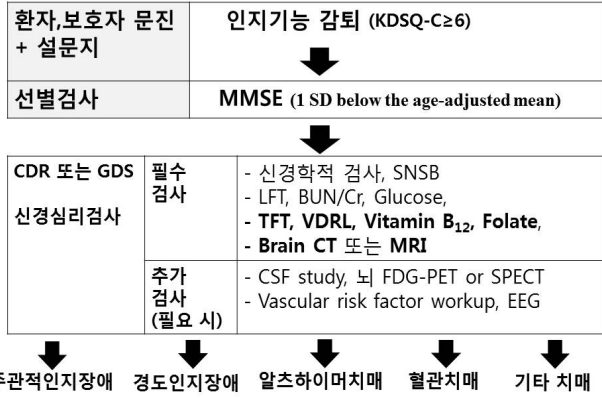 환자,보호자 문진
+ 설문지
인지기능 감퇴 (KDSQ-C≥6)
선별검사
MMSE (1 SD below the age-adjusted mean)
CDR 또는 GDS
신경심리검사
필수
검사
- 신경학적 검사, SNSB
- LFT, BUN/Cr, Glucose,
- TFT, VDRL, Vitamin B₁₂, Folate,
- Brain CT 또는 MRI
추가
검사
(필요 시)
- CSF study, 뇌 FDG-PET or SPECT
- Vascular risk factor workup, EEG
주관적인지장애 경도인지장애 알츠하이머치매 혈관치매 기타 치매